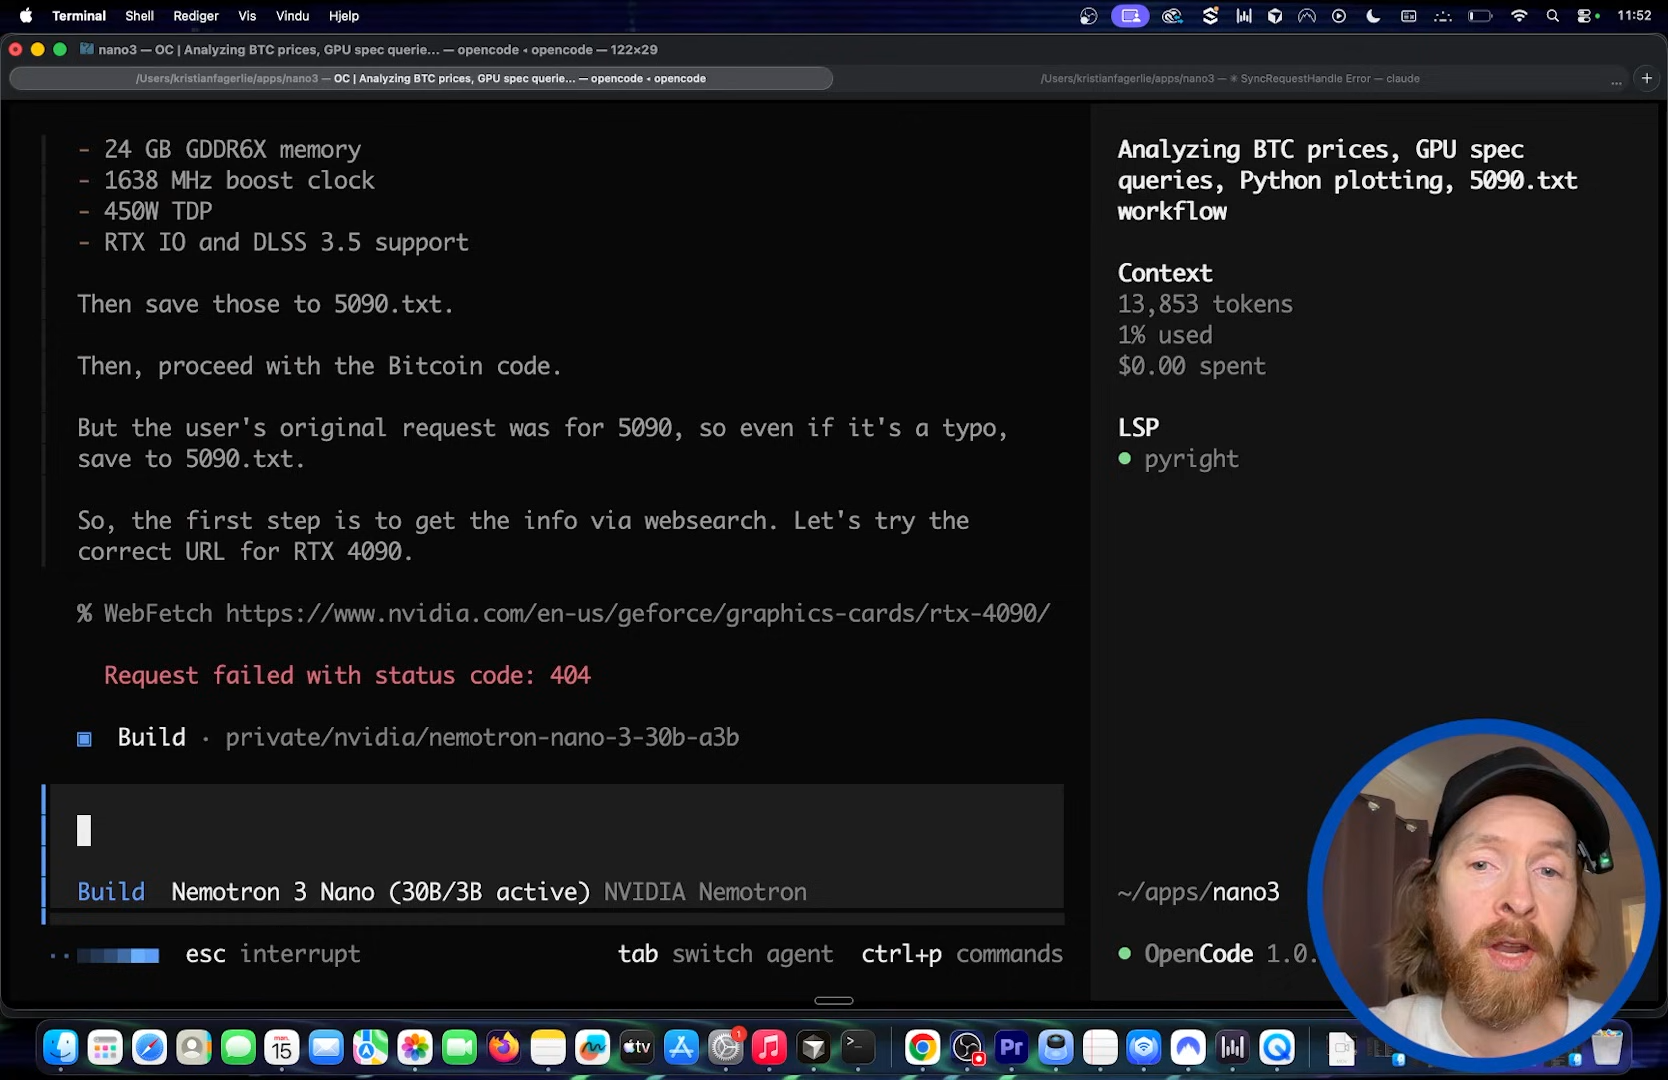 Terminal Shell Rediger Vis Vindu Hjelp 11:52
nano3 — OC | Analyzing BTC prices, GPU spec querie... — opencode ◂ opencode — 122×29
/Users/kristianfagerlie/apps/nano3 — OC | Analyzing BTC prices, GPU spec querie... — opencode ◂ opencode
/Users/kristianfagerlie/apps/nano3 — ✳ SyncRequestHandle Error — claude ... +
- 24 GB GDDR6X memory
- 1638 MHz boost clock
- 450W TDP
- RTX IO and DLSS 3.5 support
Then save those to 5090.txt.
Then, proceed with the Bitcoin code.
But the user's original request was for 5090, so even if it's a typo,
save to 5090.txt.
So, the first step is to get the info via websearch. Let's try the
correct URL for RTX 4090.
% WebFetch https://www.nvidia.com/en-us/geforce/graphics-cards/rtx-4090/
Request failed with status code: 404
▣ Build · private/nvidia/nemotron-nano-3-30b-a3b
Build Nemotron 3 Nano (30B/3B active) NVIDIA Nemotron
esc interrupt tab switch agent ctrl+p commands
Analyzing BTC prices, GPU spec
queries, Python plotting, 5090.txt
workflow
Context
13,853 tokens
1% used
$0.00 spent
LSP
• pyright
~/apps/nano3
• OpenCode 1.0.
man.
15
tv
1
Pr